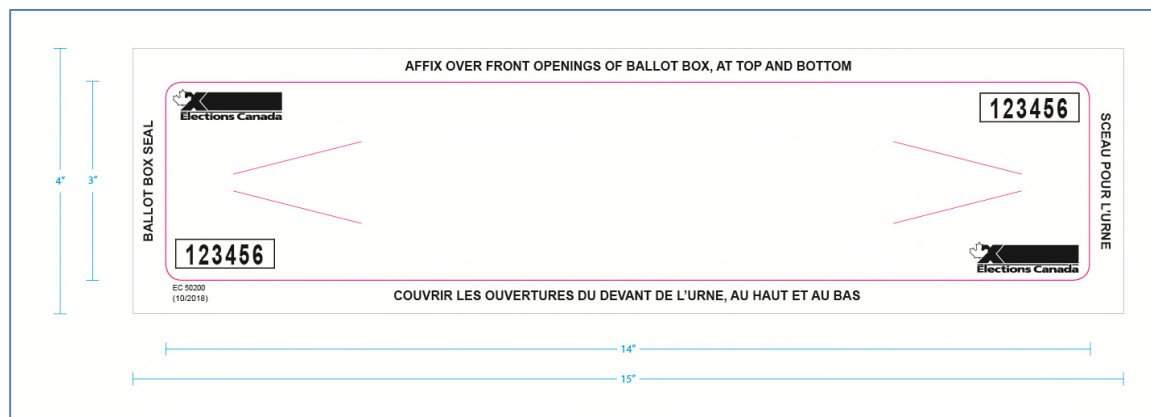 AFFIX OVER FRONT OPENINGS OF BALLOT BOX, AT TOP AND BOTTOM
Elections Canada
123456
4"
3"
BALLOT BOX SEAL
SCEAU POUR L'URNE
123456
Elections Canada
EC 50200
(10/2018)
COUVRIR LES OUVERTURES DU DEVANT DE L'URNE, AU HAUT ET AU BAS
14"
15"